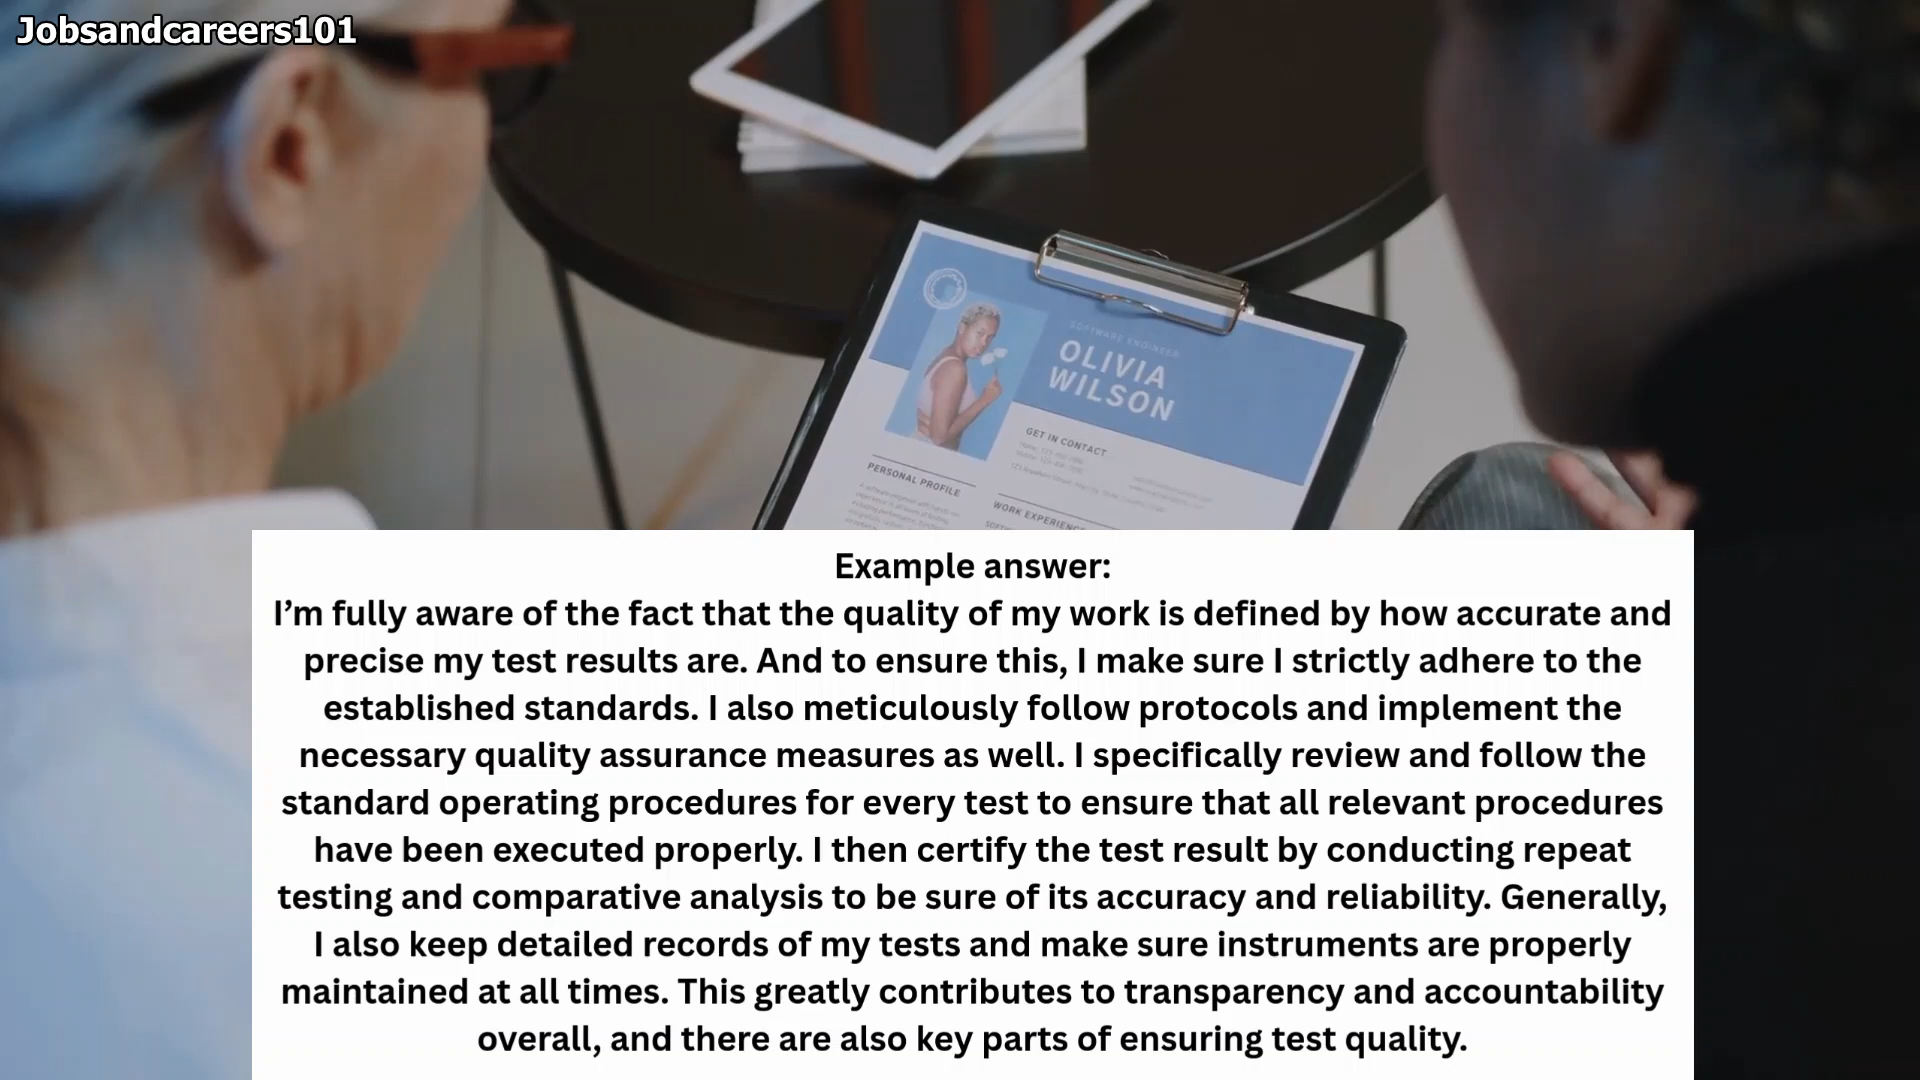 Jobsandcareers101
SOFTWARE ENGINEER
OLIVIA
WILSON
GET IN CONTACT
PERSONAL PROFILE
WORK EXPERIENCE
Example answer:
I'm fully aware of the fact that the quality of my work is defined by how accurate and
precise my test results are. And to ensure this, I make sure I strictly adhere to the
established standards. I also meticulously follow protocols and implement the
necessary quality assurance measures as well. I specifically review and follow the
standard operating procedures for every test to ensure that all relevant procedures
have been executed properly. I then certify the test result by conducting repeat
testing and comparative analysis to be sure of its accuracy and reliability. Generally,
I also keep detailed records of my tests and make sure instruments are properly
maintained at all times. This greatly contributes to transparency and accountability
overall, and there are also key parts of ensuring test quality.